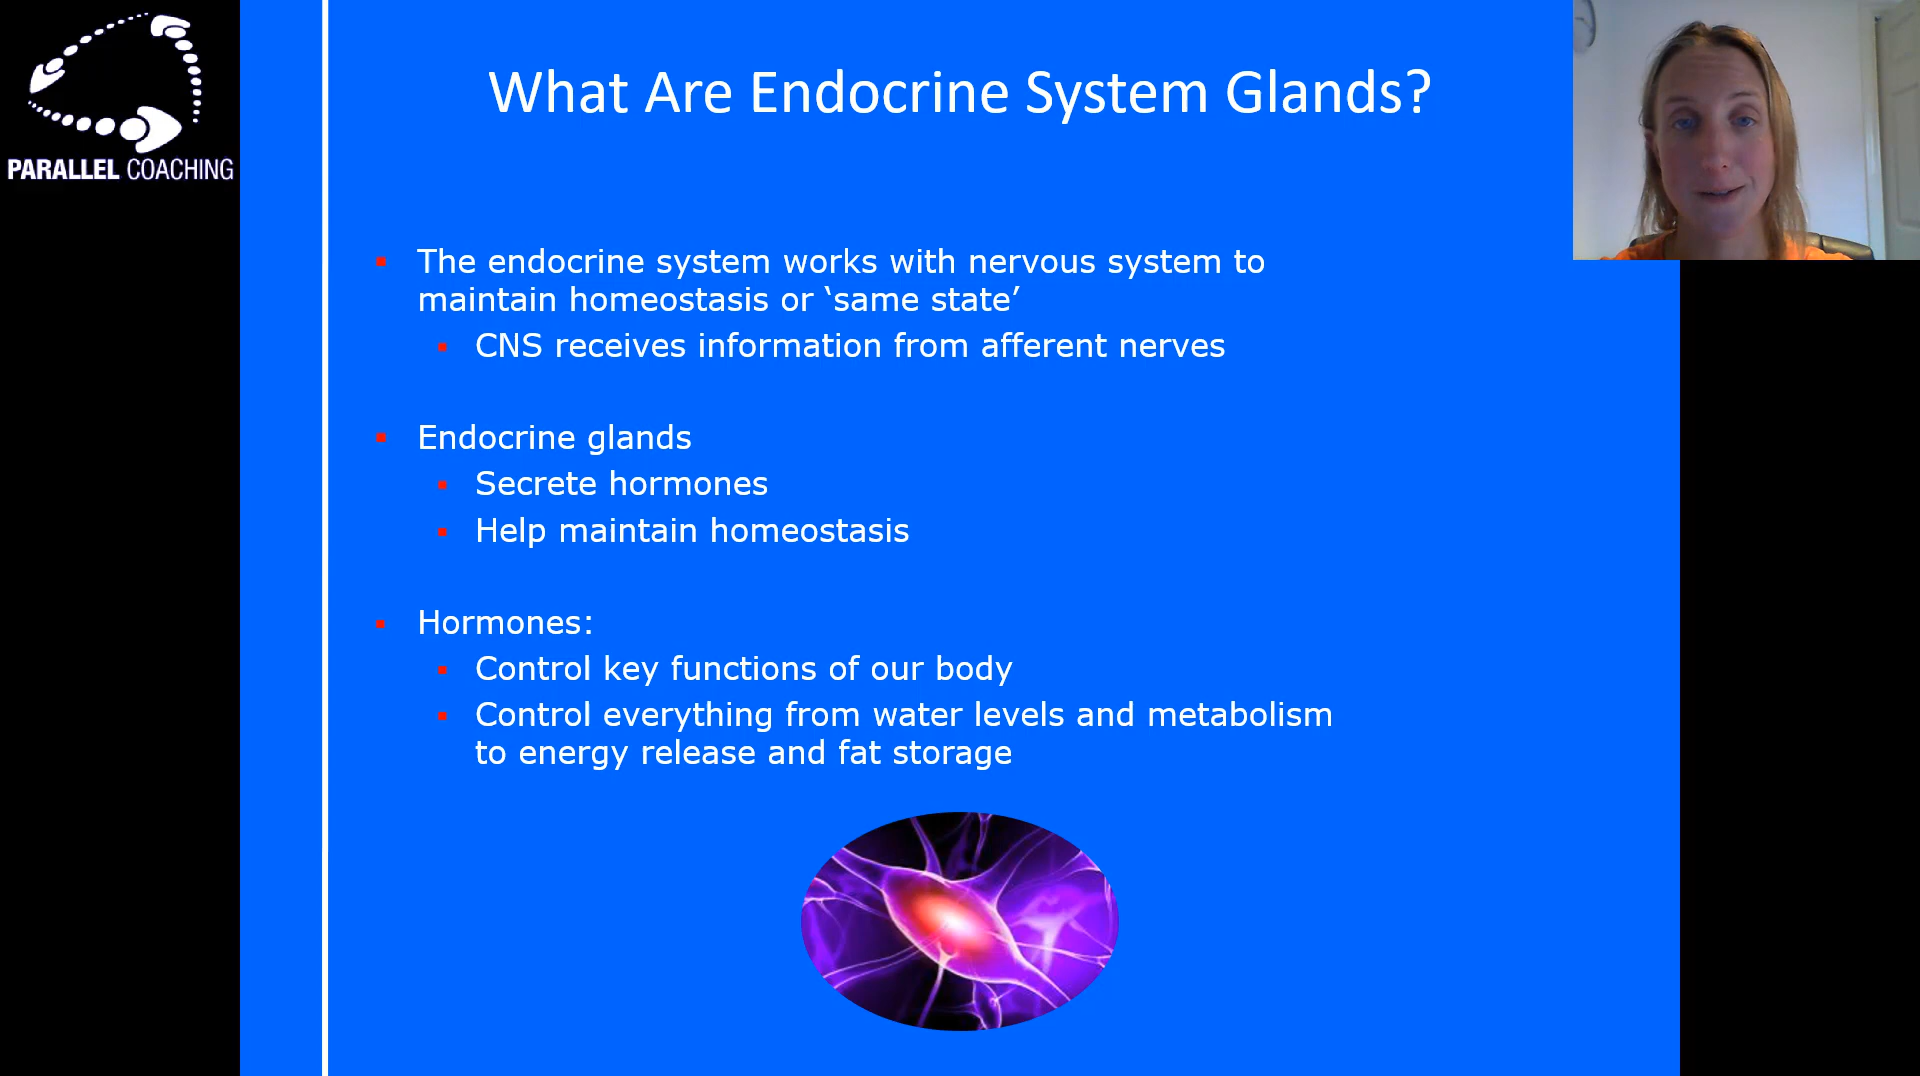 PARALLEL COACHING
What Are Endocrine System Glands?
The endocrine system works with nervous system to
maintain homeostasis or ‘same state’
CNS receives information from afferent nerves
Endocrine glands
Secrete hormones
Help maintain homeostasis
Hormones:
Control key functions of our body
Control everything from water levels and metabolism
to energy release and fat storage